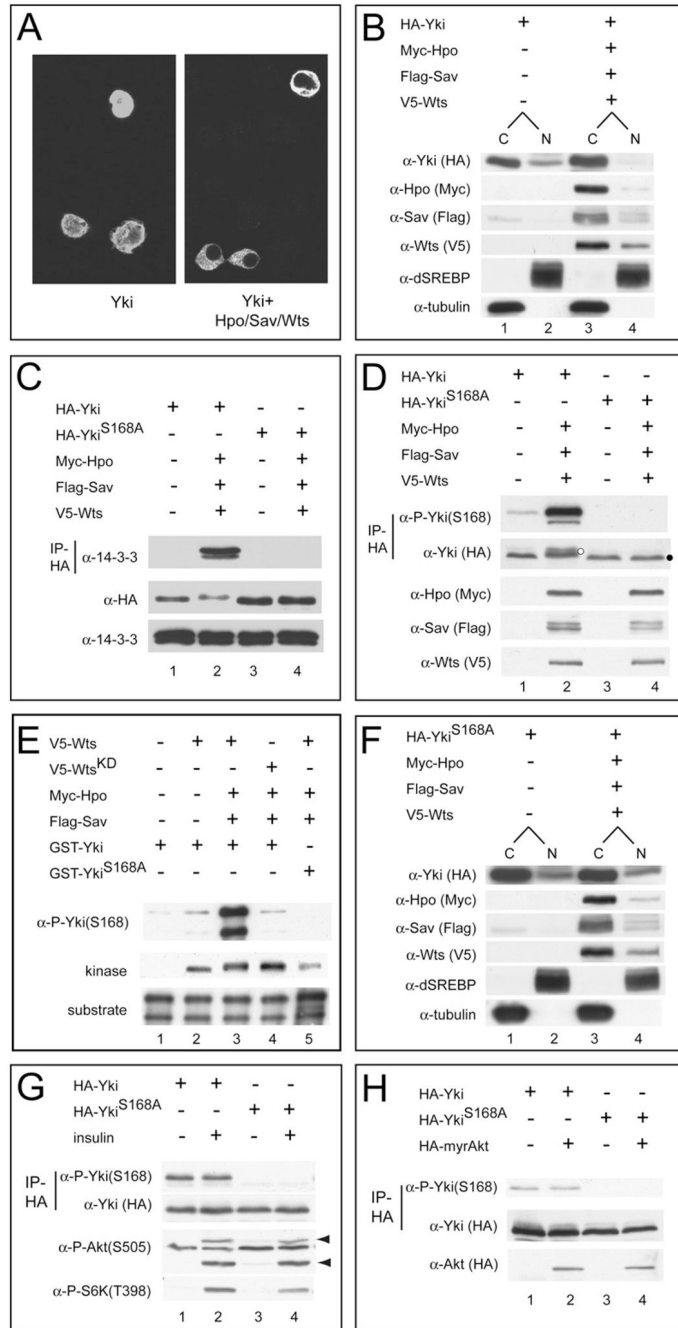 A
Yki
Yki+
Hpo/Sav/Wts
B
HA-Yki + +
Myc-Hpo - +
Flag-Sav - +
V5-Wts - +
C N C N
α-Yki (HA)
α-Hpo (Myc)
α-Sav (Flag)
α-Wts (V5)
α-dSREBP
α-tubulin
1 2 3 4
C
HA-Yki + + - -
HA-YkiS168A - - + +
Myc-Hpo - + - +
Flag-Sav - + - +
V5-Wts - + - +
IP-
HA
α-14-3-3
α-HA
α-14-3-3
1 2 3 4
D
HA-Yki + + - -
HA-YkiS168A - - + +
Myc-Hpo - + - +
Flag-Sav - + - +
V5-Wts - + - +
IP-
HA
α-P-Yki(S168)
α-Yki (HA)
α-Hpo (Myc)
α-Sav (Flag)
α-Wts (V5)
1 2 3 4
E
V5-Wts - + + - +
V5-WtsKD - - - + -
Myc-Hpo - - + + +
Flag-Sav - - + + +
GST-Yki + + + + -
GST-YkiS168A - - - - +
α-P-Yki(S168)
kinase
substrate
1 2 3 4 5
F
HA-YkiS168A + +
Myc-Hpo - +
Flag-Sav - +
V5-Wts - +
C N C N
α-Yki (HA)
α-Hpo (Myc)
α-Sav (Flag)
α-Wts (V5)
α-dSREBP
α-tubulin
1 2 3 4
G
HA-Yki + + - -
HA-YkiS168A - - + +
insulin - + - +
IP-
HA
α-P-Yki(S168)
α-Yki (HA)
α-P-Akt(S505)
α-P-S6K(T398)
1 2 3 4
H
HA-Yki + + - -
HA-YkiS168A - - + +
HA-myrAkt - + - +
IP-
HA
α-P-Yki(S168)
α-Yki (HA)
α-Akt (HA)
1 2 3 4